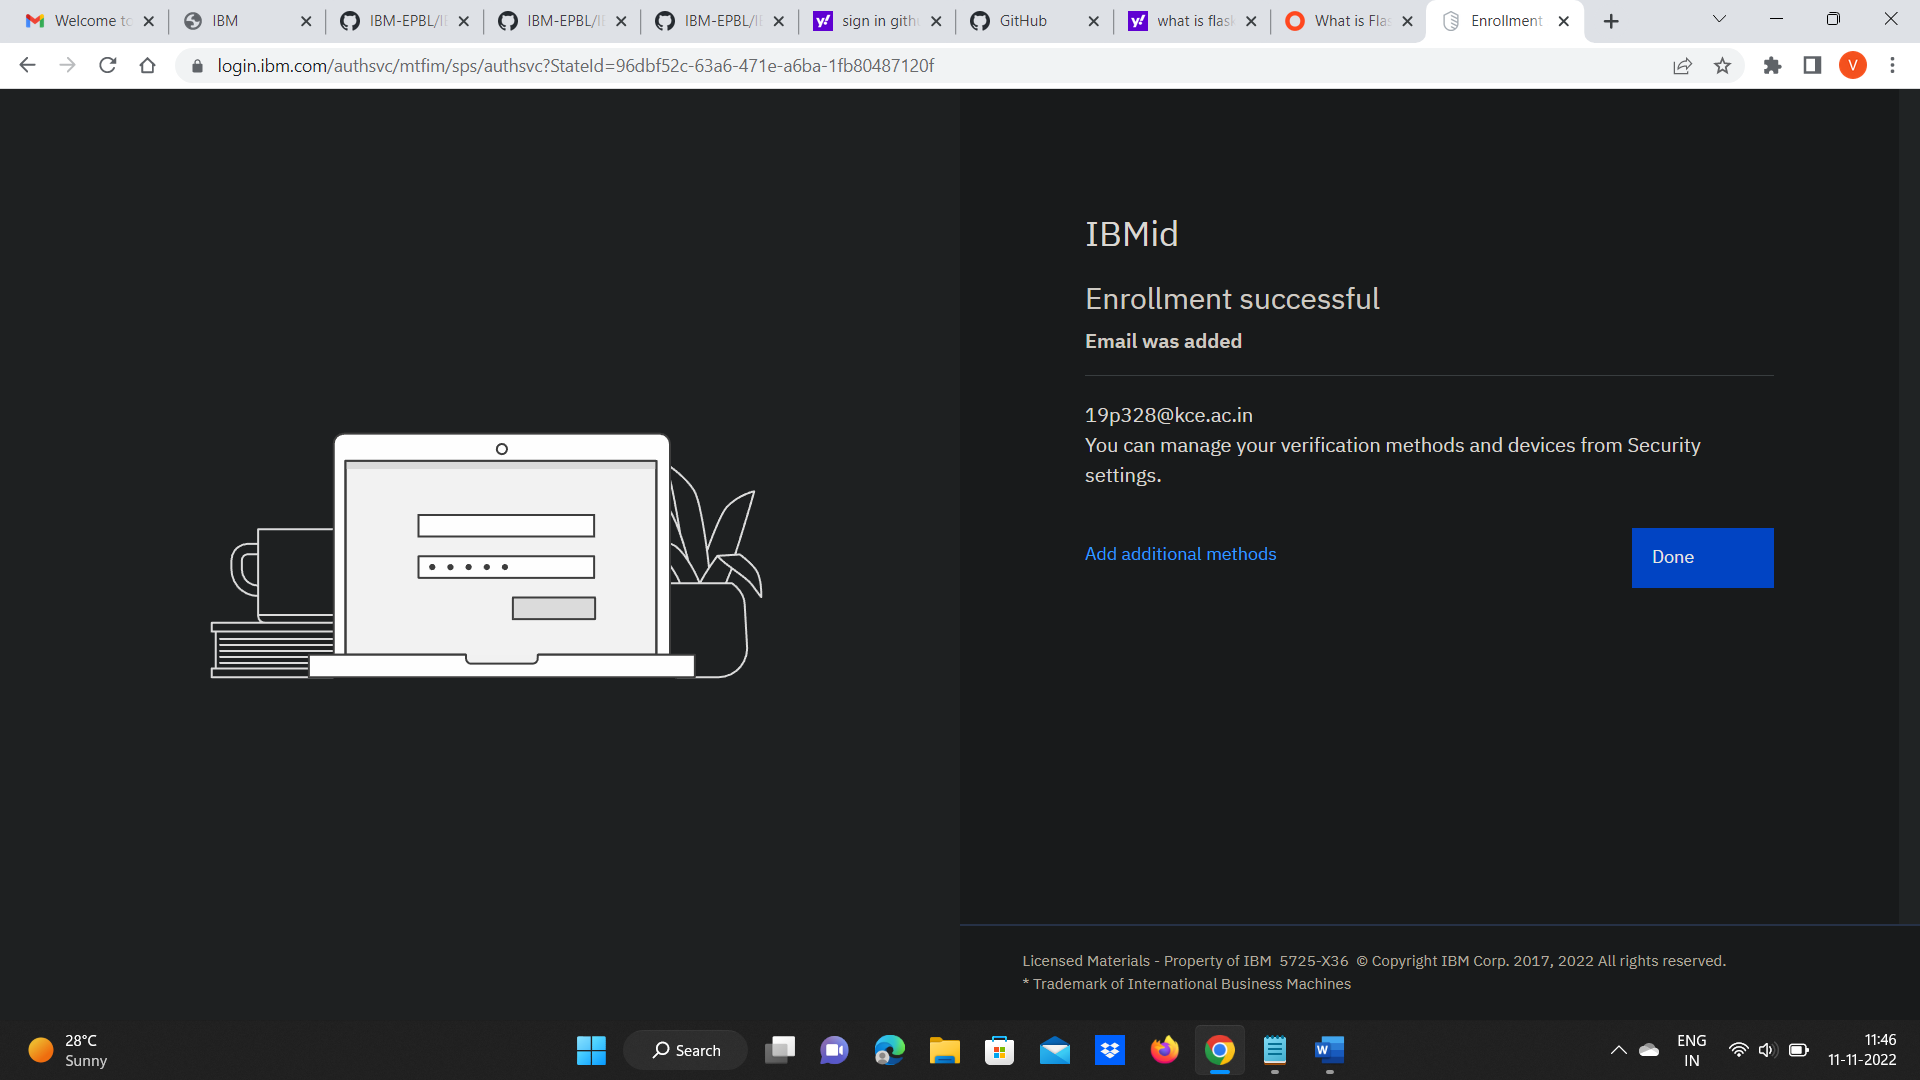 Welcome to
IBM
IBM-EPBL/I
IBM-EPBL/I
IBM-EPBL/I
sign in gith
GitHub
what is flask
What is Flas
Enrollment
login.ibm.com/authsvc/mtfim/sps/authsvc?StateId=96dbf52c-63a6-471e-a6ba-1fb80487120f
V
IBMid
Enrollment successful
Email was added
19p328@kce.ac.in
You can manage your verification methods and devices from Security
settings.
Add additional methods
Done
Licensed Materials - Property of IBM 5725-X36 © Copyright IBM Corp. 2017, 2022 All rights reserved.
* Trademark of International Business Machines
28°C
Sunny
Search
ENG
IN
11:46
11-11-2022